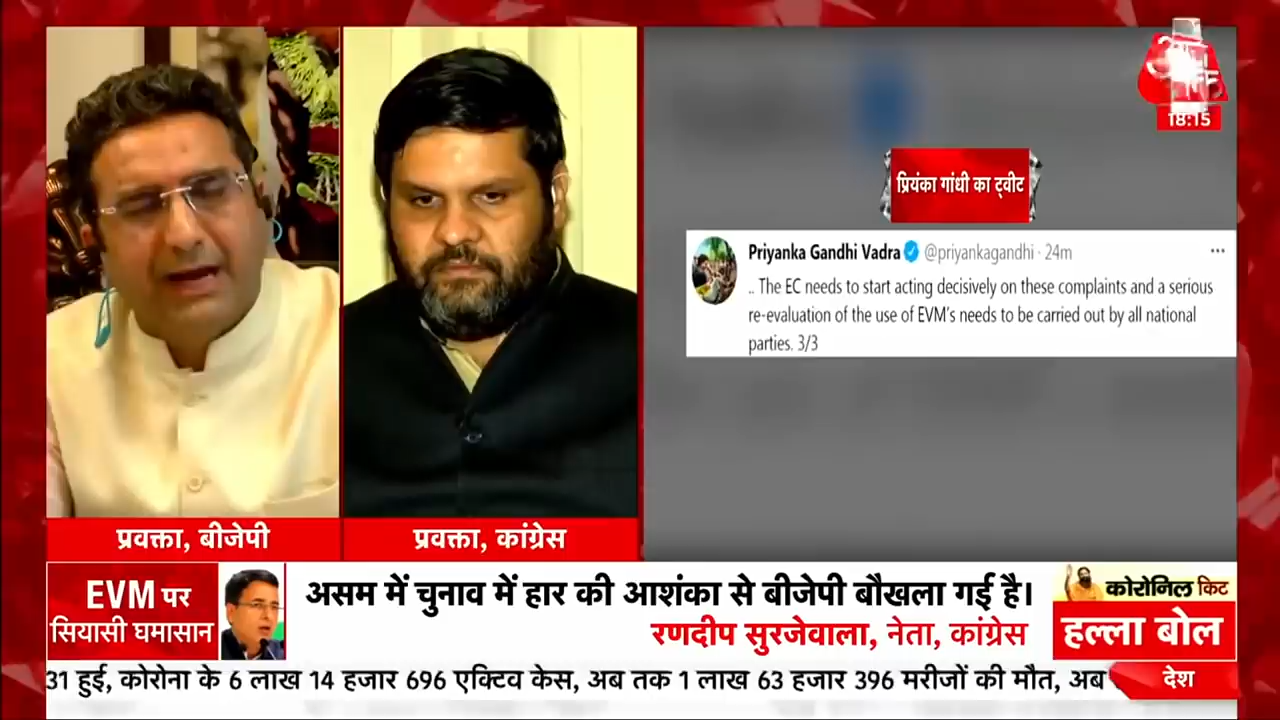 18:15
प्रियंका गांधी का ट्वीट
Priyanka Gandhi Vadra @priyankagandhi · 24m
.. The EC needs to start acting decisively on these complaints and a serious
re-evaluation of the use of EVM's needs to be carried out by all national
parties. 3/3
प्रवक्ता, बीजेपी
प्रवक्ता, कांग्रेस
EVM पर
सियासी घमासान
असम में चुनाव में हार की आशंका से बीजेपी बौखला गई है।
रणदीप सुरजेवाला, नेता, कांग्रेस
कोरोनिल किट
हल्ला बोल
31 हुई, कोरोना के 6 लाख 14 हजार 696 एक्टिव केस, अब तक 1 लाख 63 हजार 396 मरीजों की मौत, अब
देश